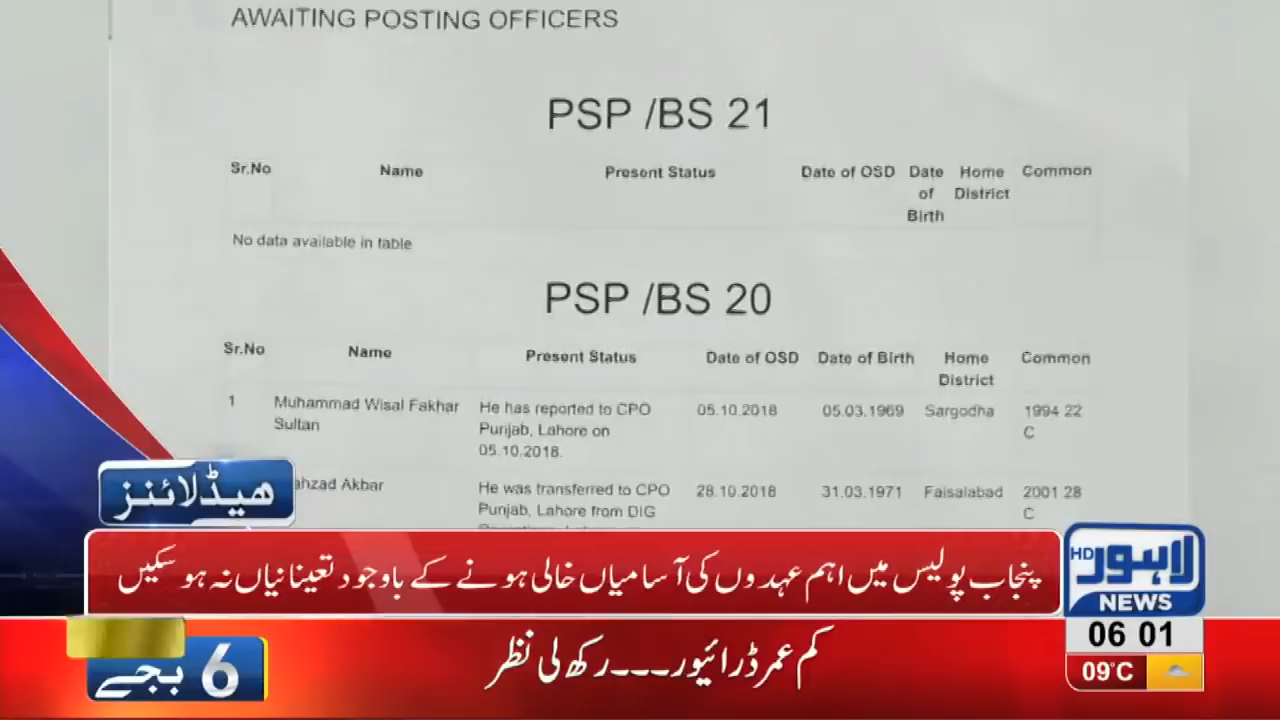 AWAITING POSTING OFFICERS
PSP /BS 21
Sr.No Name Present Status Date of OSD Date of Birth Home District Common
No data available in table
PSP /BS 20
Sr.No Name Present Status Date of OSD Date of Birth Home District Common
1 Muhammad Wisal Fakhar Sultan He has reported to CPO Punjab, Lahore on 05.10.2018. 05.10.2018 05.03.1969 Sargodha 1994 22 C
ahzad Akbar He was transferred to CPO Punjab, Lahore from DIG 28.10.2018 31.03.1971 Faisalabad 2001 28 C
ہیڈلائنز
پنجاب پولیس میں اہم عہدوں کی آسامیاں خالی ہونے کے باوجود تعیناتیاں نہ ہو سکیں
لاہور HD
NEWS
06 01
09°C
کم عمر ڈرائیور۔۔۔رکھ لی نظر
6 بجے